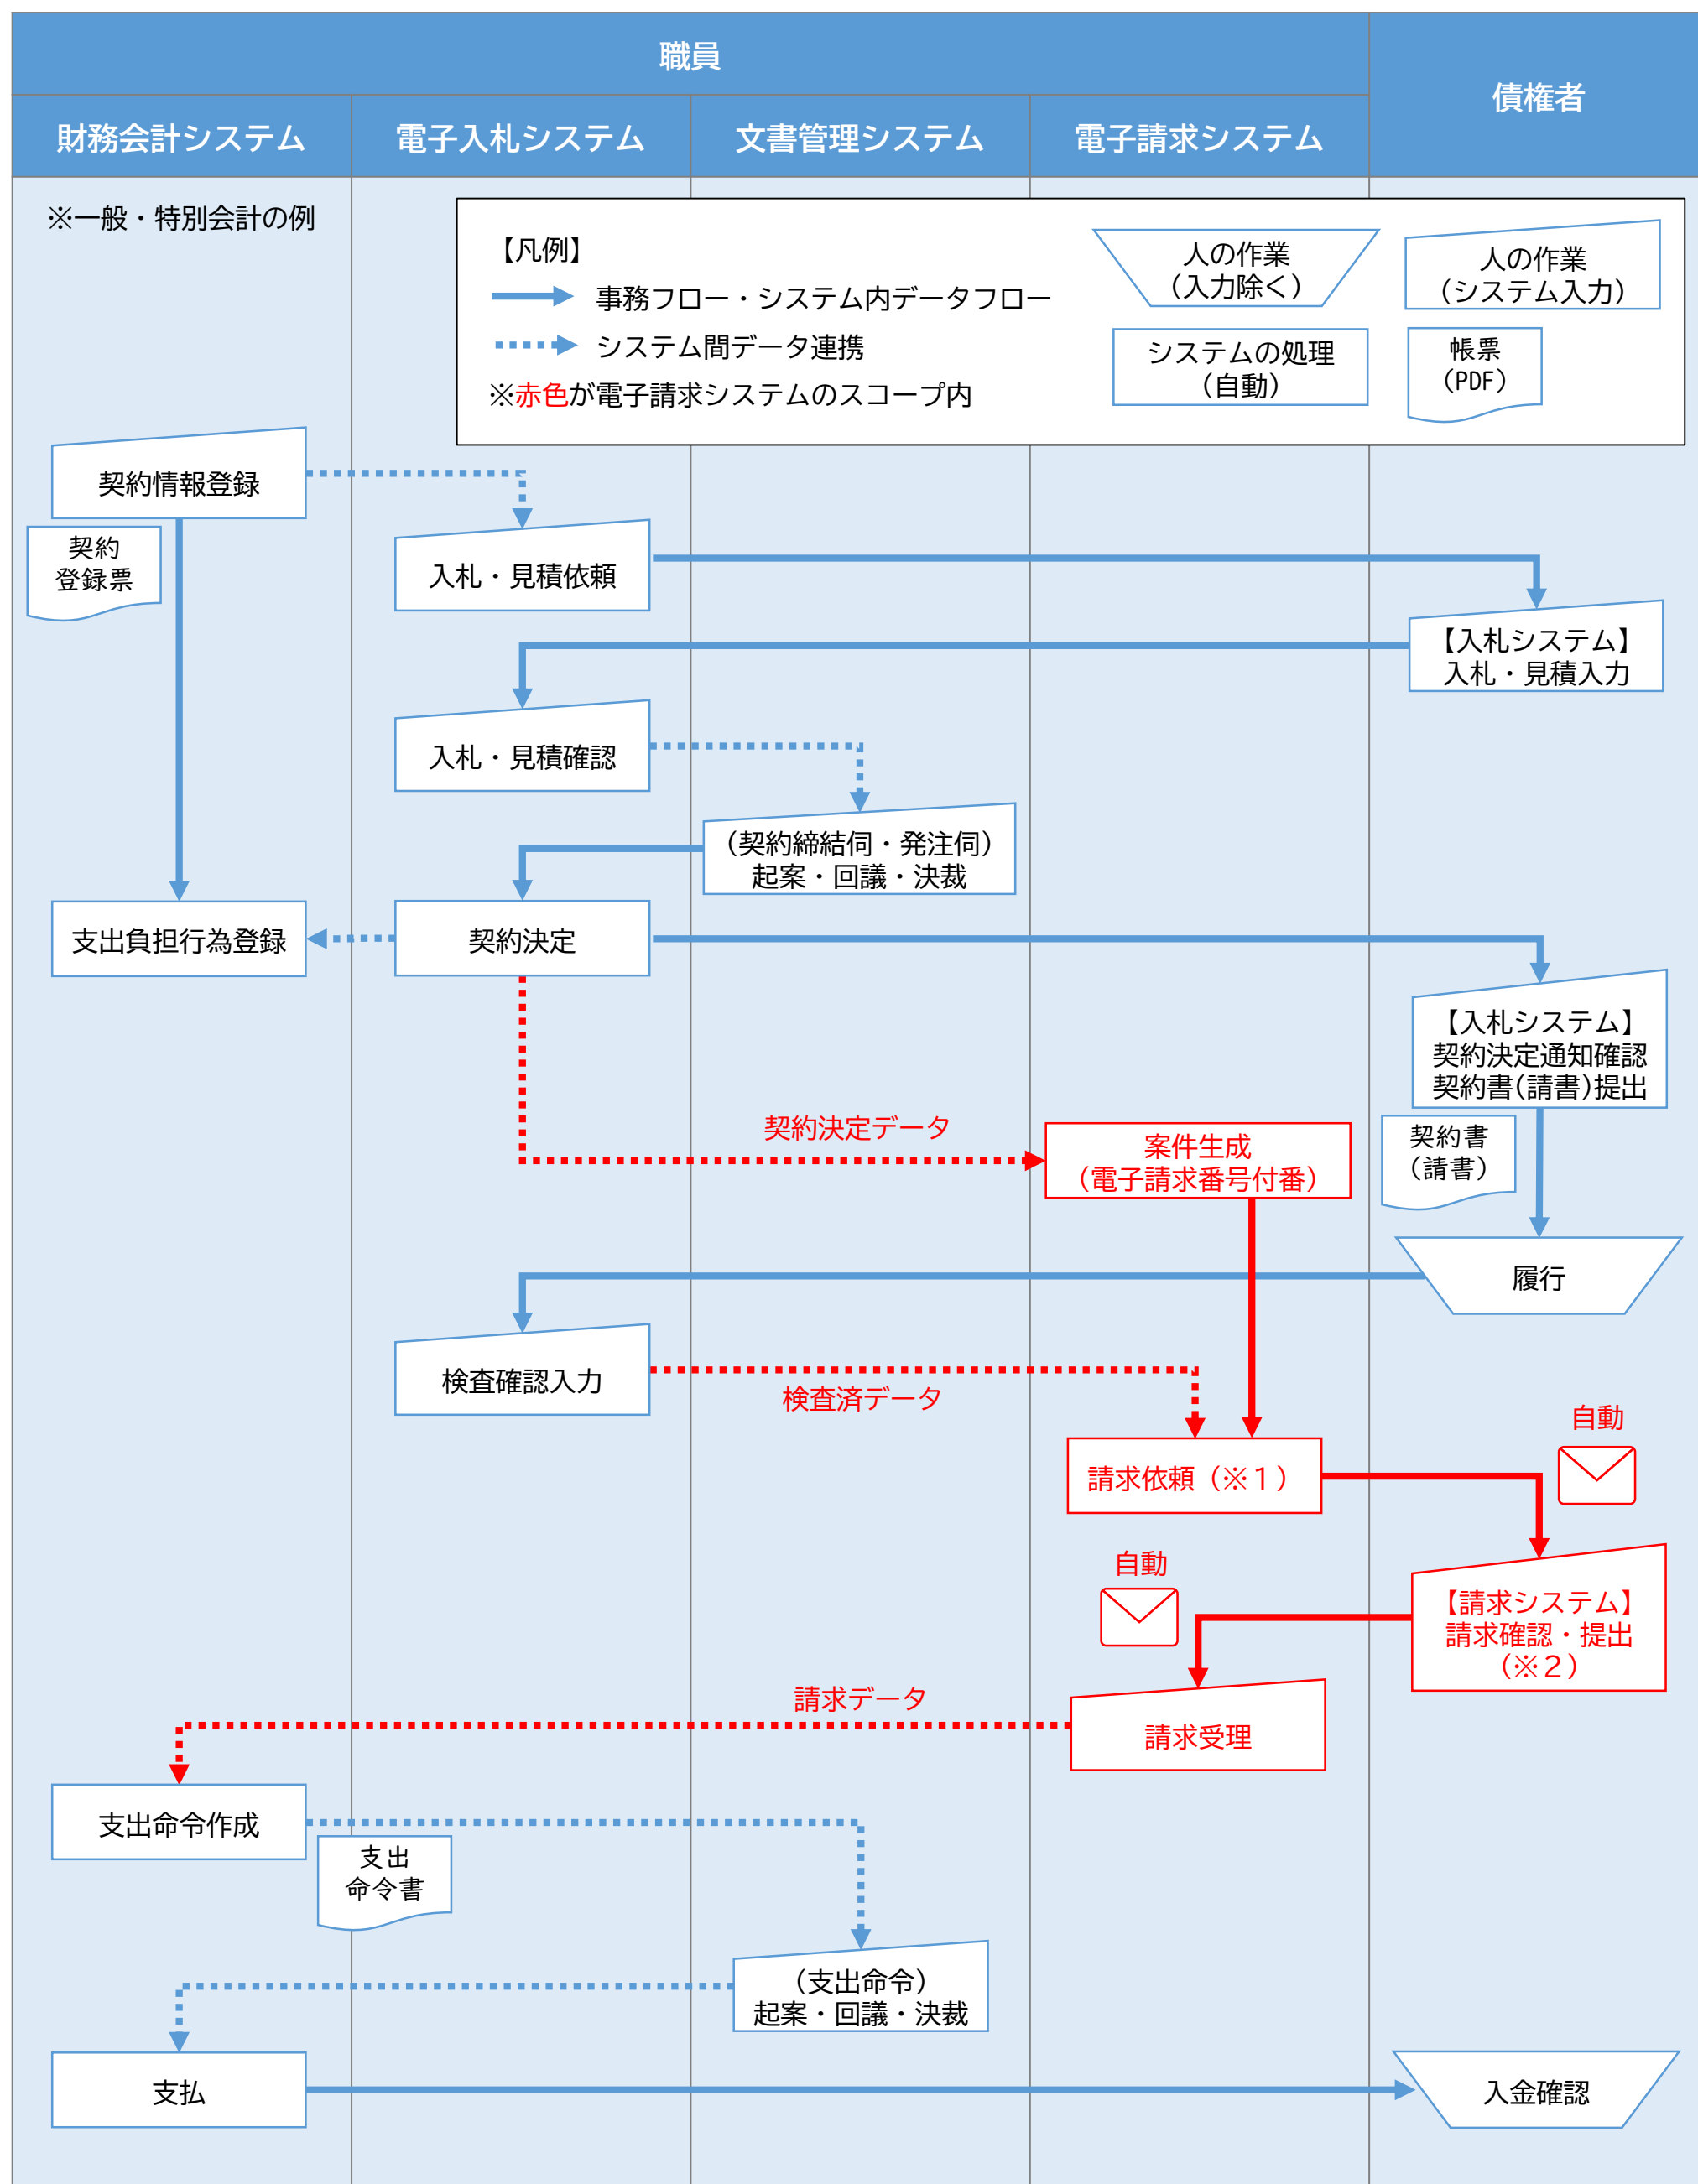 職員
債権者
財務会計システム
電子入札システム
文書管理システム
電子請求システム
※一般・特別会計の例
【凡例】
事務フロー・システム内データフロー
システム間データ連携
※赤色が電子請求システムのスコープ内
人の作業
（入力除く）
人の作業
（システム入力）
システムの処理
（自動）
帳票
（PDF）
契約情報登録
契約
登録票
入札・見積依頼
【入札システム】
入札・見積入力
入札・見積確認
（契約締結伺・発注伺）
起案・回議・決裁
支出負担行為登録
契約決定
【入札システム】
契約決定通知確認
契約書(請書)提出
契約決定データ
案件生成
（電子請求番号付番）
契約書
（請書）
履行
検査確認入力
検査済データ
自動
請求依頼（※１）
自動
【請求システム】
請求確認・提出
（※２）
請求データ
請求受理
支出命令作成
支出
命令書
（支出命令）
起案・回議・決裁
支払
入金確認